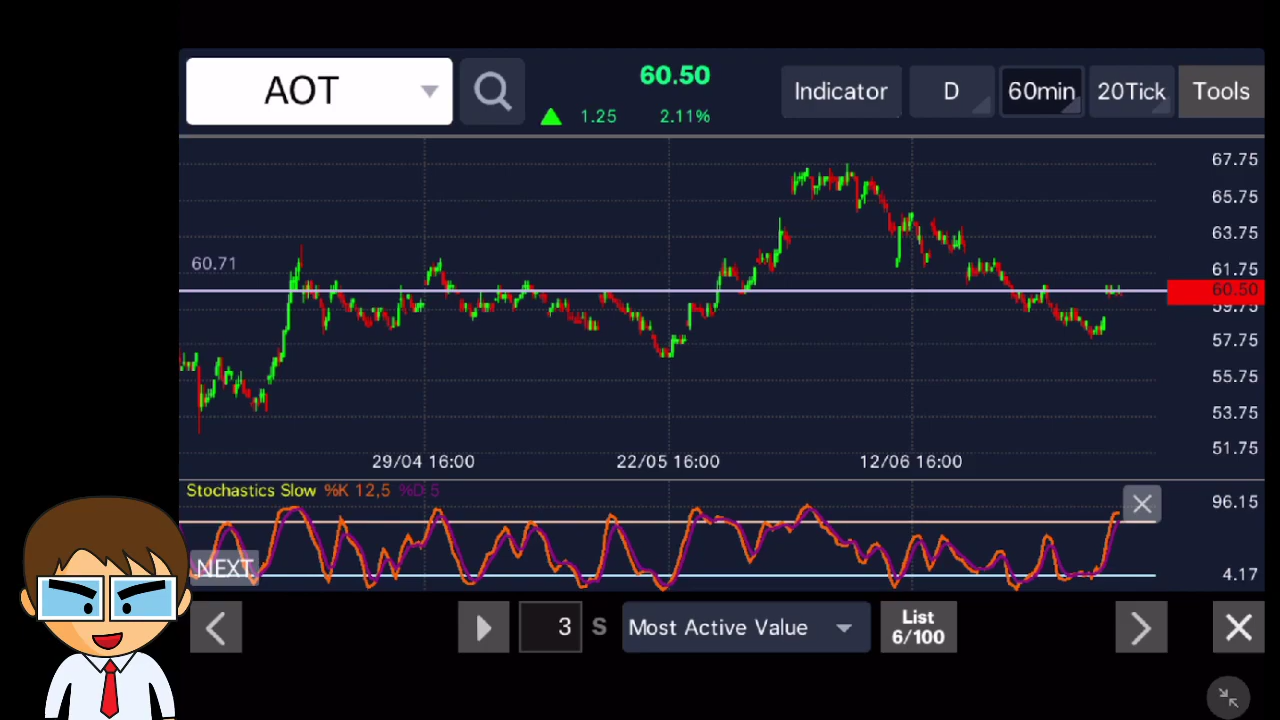 AOT
60.50
1.25 2.11%
Indicator D 60min 20Tick Tools
67.75
65.75
63.75
60.71
61.75
60.50
59.75
57.75
55.75
53.75
51.75
29/04 16:00 22/05 16:00 12/06 16:00
Stochastics Slow %K 12,5 %D 5
96.15
NEXT
4.17
3 S Most Active Value List 6/100